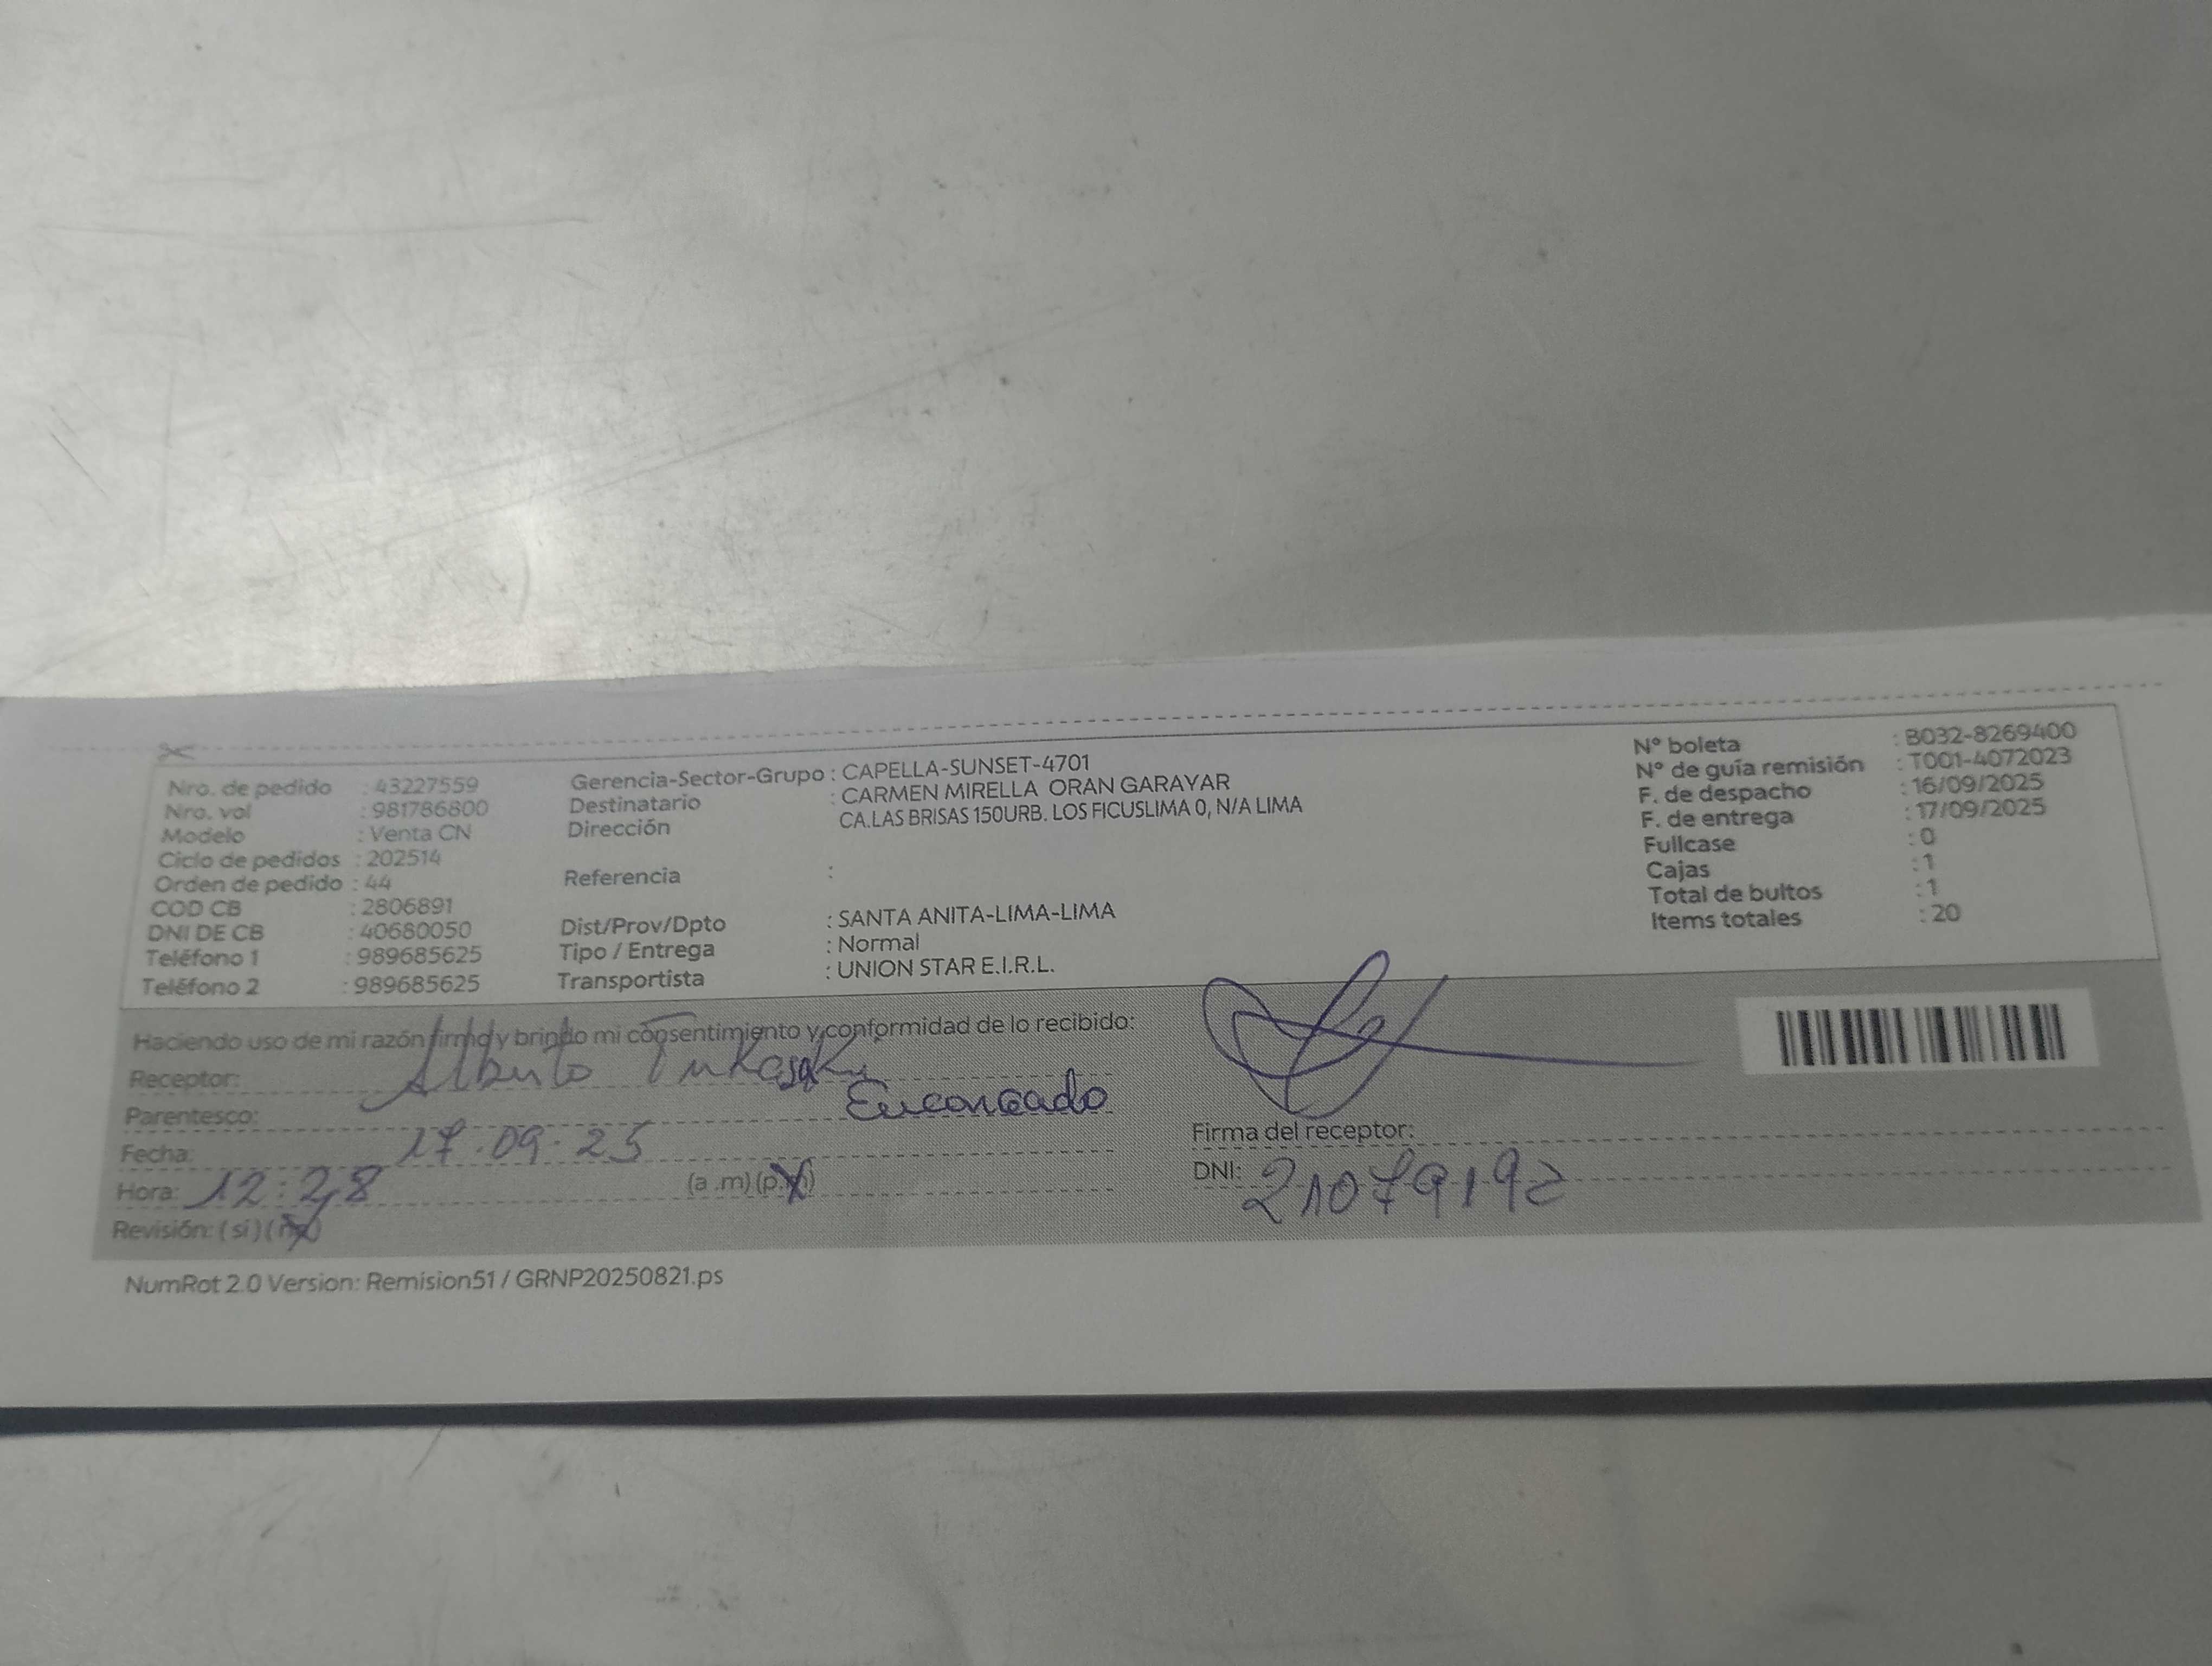 Nro. de pedido : 43227559
Nro. vol : 981786800
Modelo : Venta CN
Ciclo de pedidos : 202514
Orden de pedido : 44
COD CB : 2806891
DNI DE CB : 40680050
Teléfono 1 : 989685625
Teléfono 2 : 989685625
Gerencia-Sector-Grupo : CAPELLA-SUNSET-4701
Destinatario : CARMEN MIRELLA ORAN GARAYAR
Dirección CA.LAS BRISAS 150URB. LOS FICUSLIMA 0, N/A LIMA
Referencia :
Dist/Prov/Dpto : SANTA ANITA-LIMA-LIMA
Tipo / Entrega : Normal
Transportista : UNION STAR E.I.R.L.
N° boleta : B032-8269400
N° de guía remisión : T001-4072023
F. de despacho : 16/09/2025
F. de entrega : 17/09/2025
Fullcase : 0
Cajas : 1
Total de bultos : 1
Items totales : 20
Haciendo uso de mi razón firmo y brindo mi consentimiento y conformidad de lo recibido:
Receptor: Alberto
Parentesco: Encargado
Fecha: 17.09.25
Hora: 12:28 (a.m) (p.m)
Revisión: (si) (no)
Firma del receptor:
DNI: 21079192
NumRot 2.0 Version: Remision51 / GRNP20250821.ps